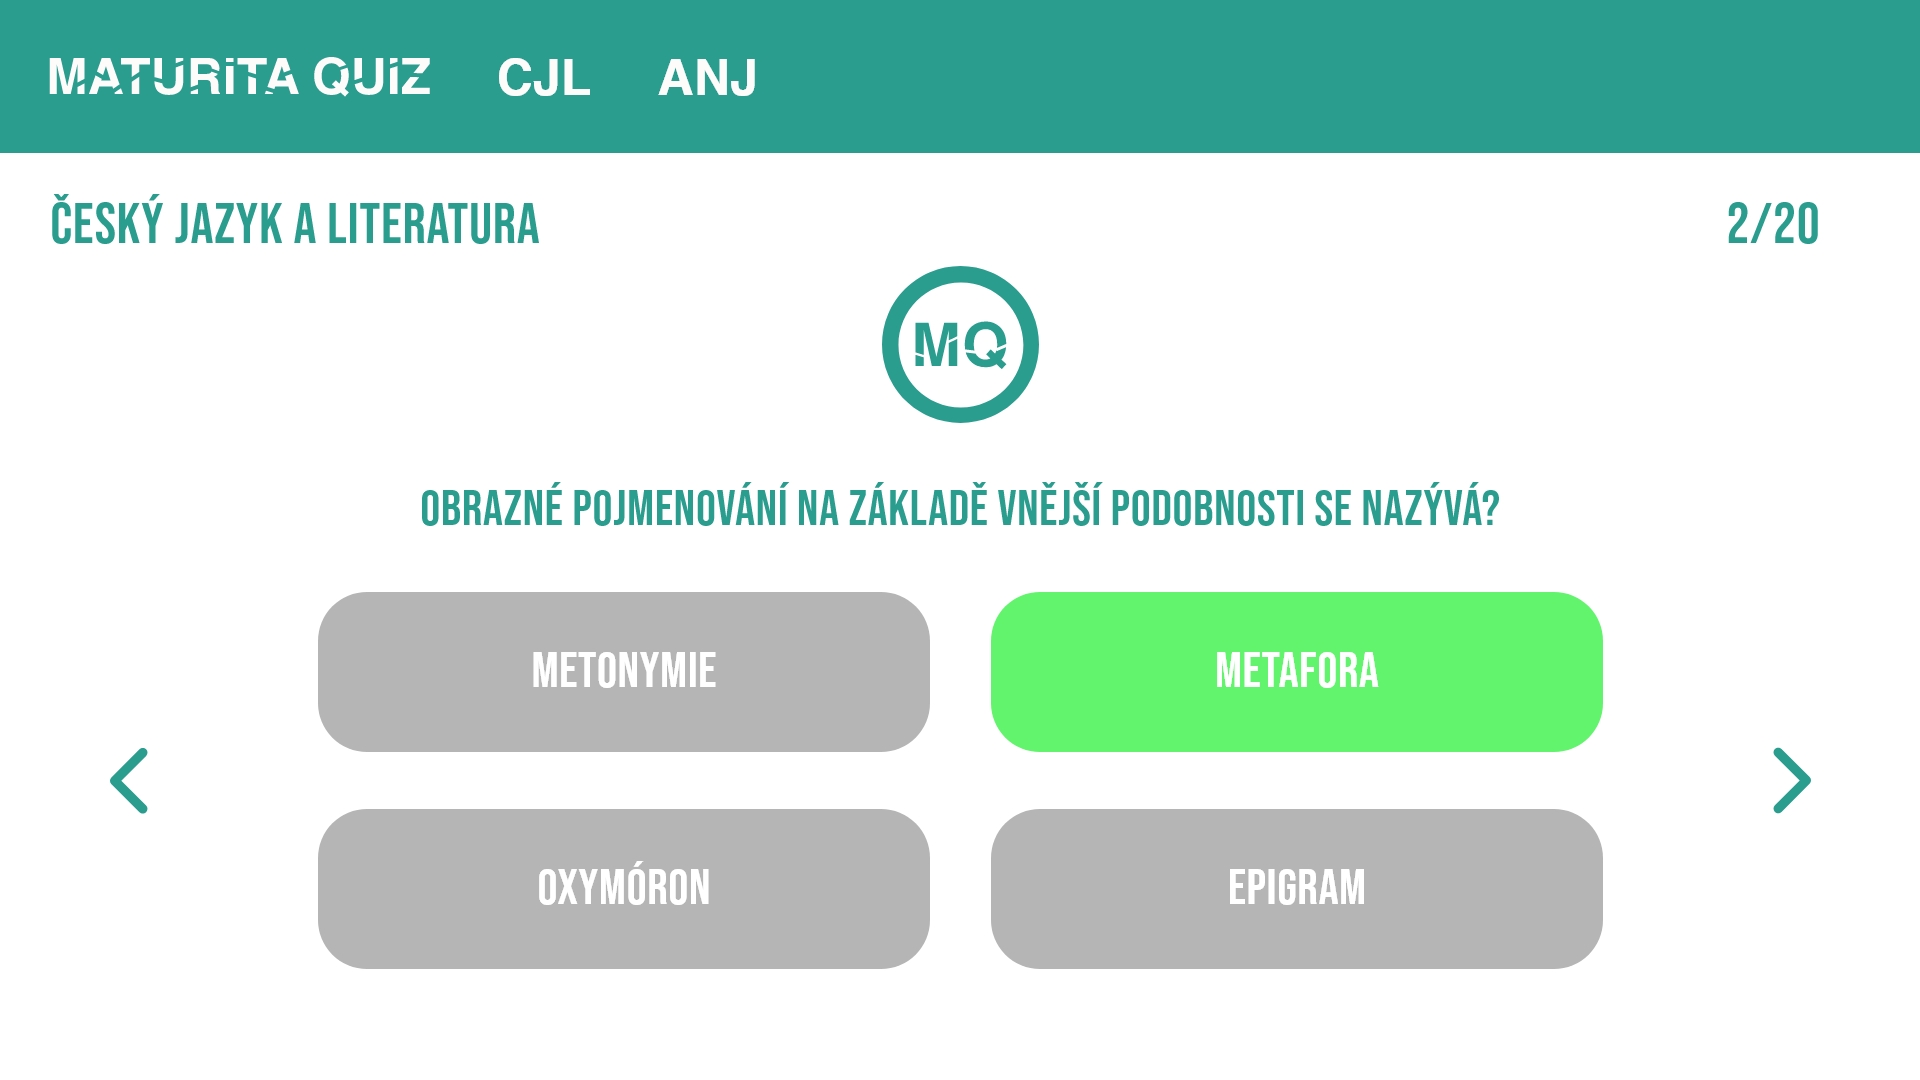 MATURiTA QUiZ CJL ANJ
ČESKÝ JAZYK A LITERATURA 2/20
MQ
OBRAZNÉ POJMENOVÁNÍ NA ZÁKLADĚ VNĚJŠÍ PODOBNOSTI SE NAZÝVÁ?
METONYMIE METAFORA
OXYMÓRON EPIGRAM